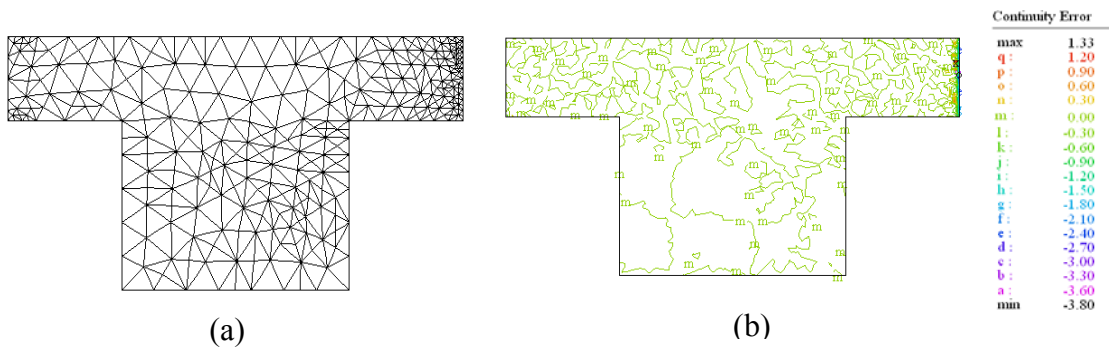 Continuity Error
max 1.33
q : 1.20
p : 0.90
o : 0.60
n : 0.30
m : 0.00
l : -0.30
k : -0.60
j : -0.90
i : -1.20
h : -1.50
g : -1.80
f : -2.10
e : -2.40
d : -2.70
c : -3.00
b : -3.30
a : -3.60
min -3.80
(a)
(b)